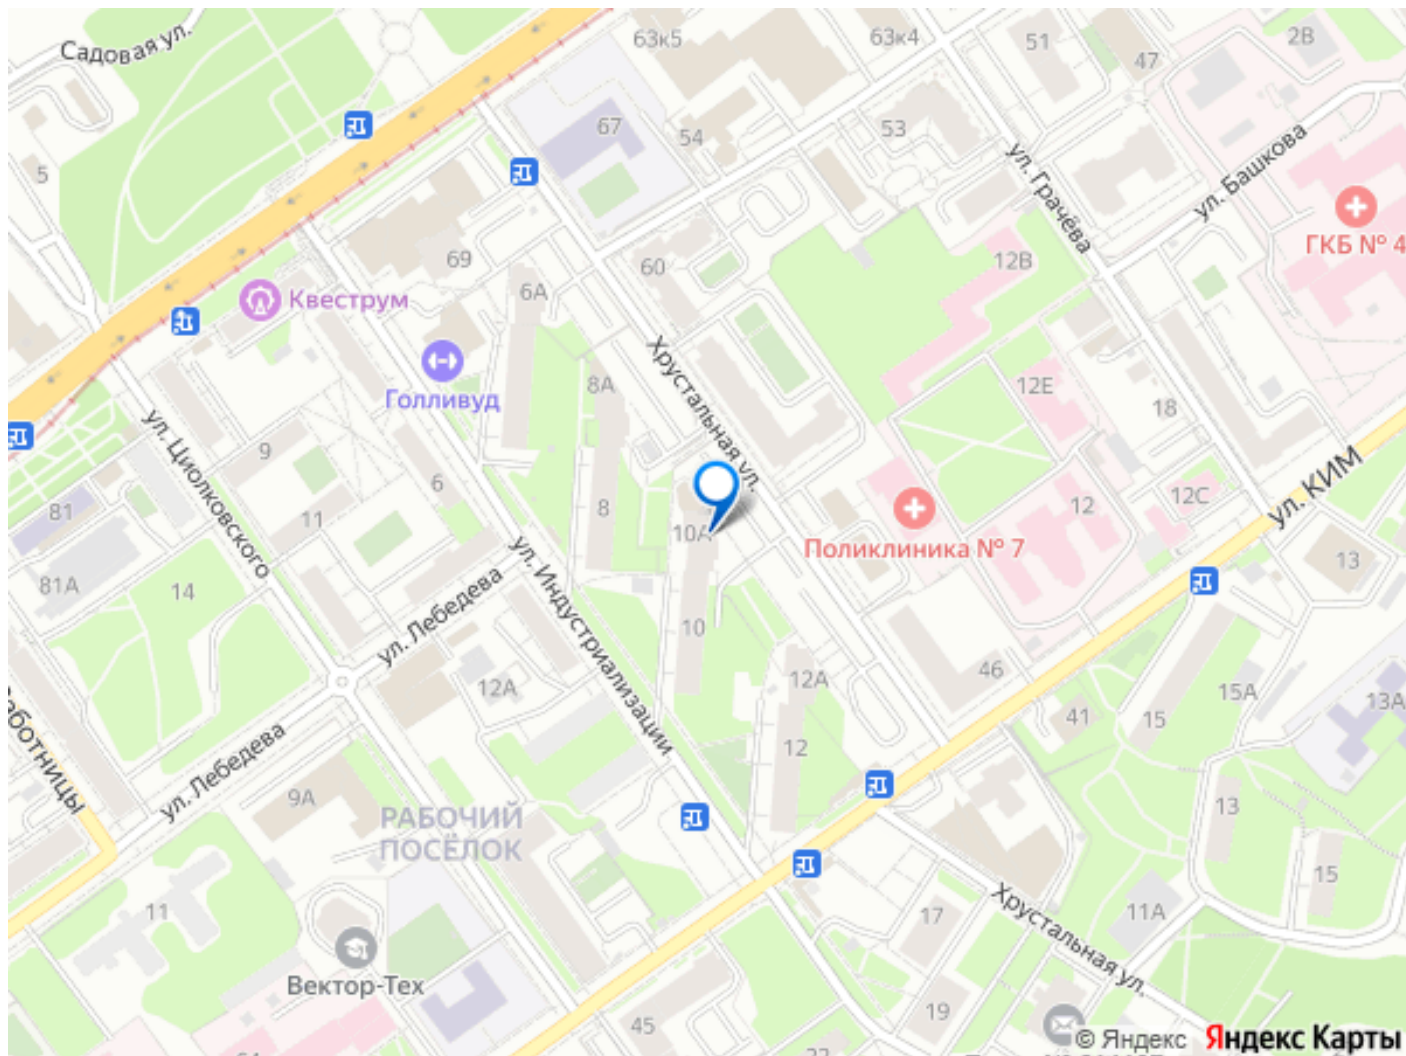 Садовая ул.
63к5
63к4
51
47
2В
5
67
54
53
ул. Грачёва
ул. Башкова
ГКБ № 4
69
60
12В
6А
Квеструм
Хрустальная ул.
8А
Голливуд
12Е
18
ул. Циолковского
9
6
11
8
10А
12
12С
ул. КИМ
81
Поликлиника № 7
13
81А
14
ул. Лебедева
ул. Индустриализации
10
12А
12А
46
15А
13А
41
15
12
ул. Лебедева
9А
РАБОЧИЙ
ПОСЁЛОК
13
15
11
17
Хрустальная ул.
11А
Вектор-Тех
45
19
© Яндекс
Яндекс Карты